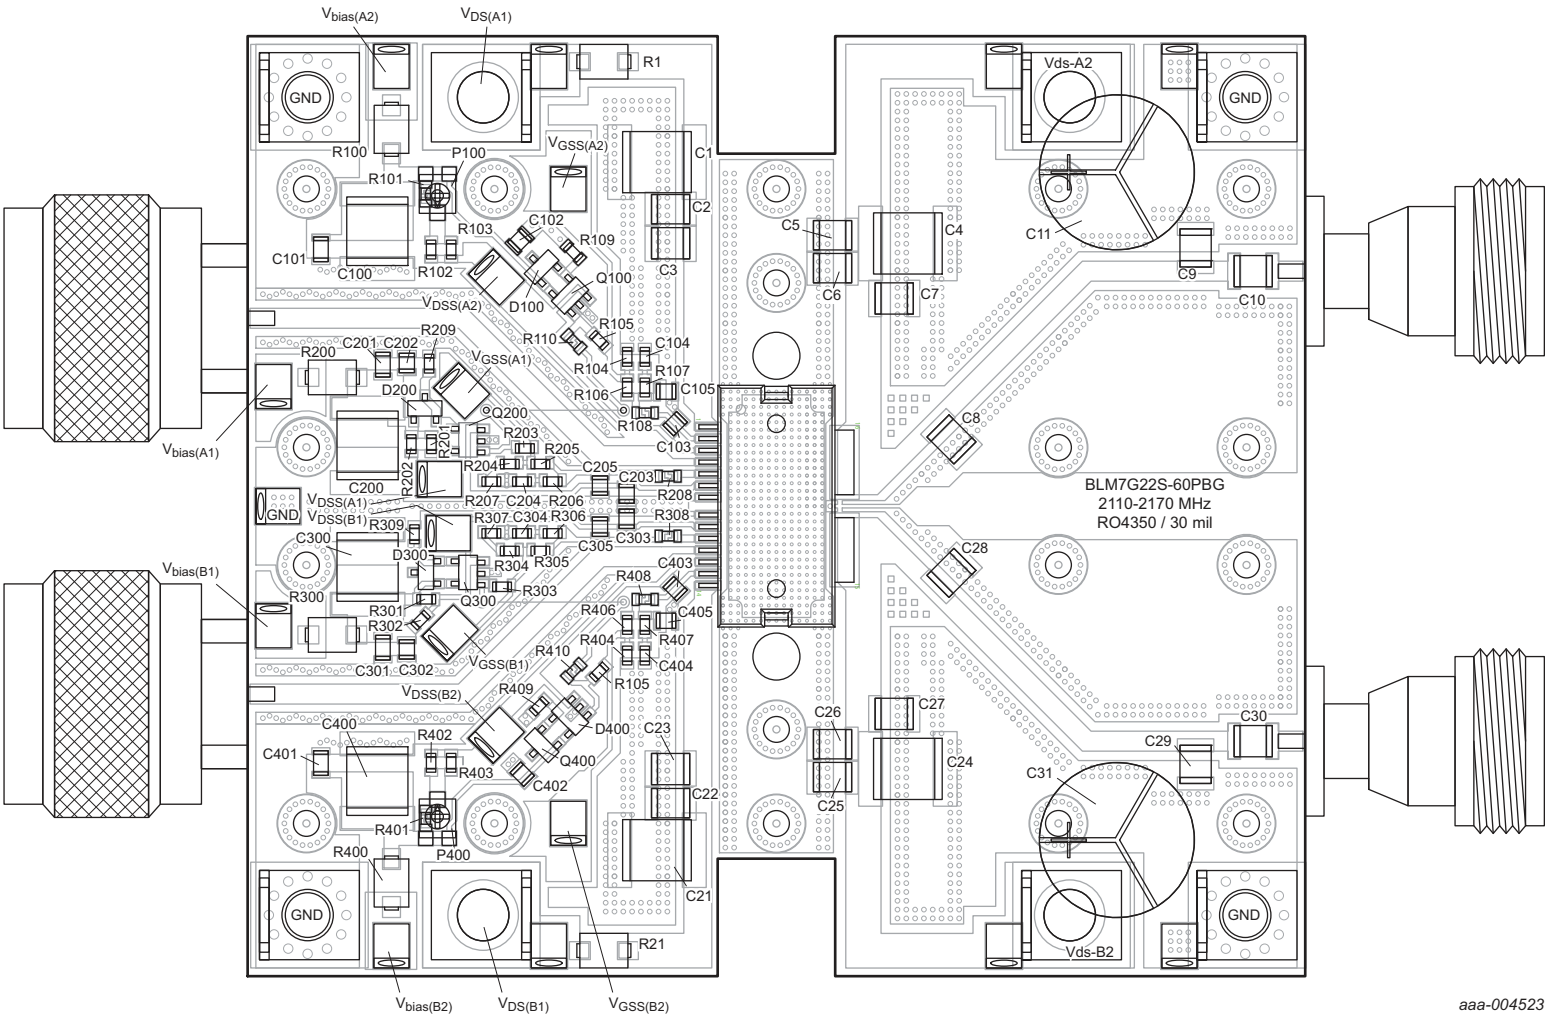 Vbias(A2)
VDS(A1)
R1
Vds-A2
GND
GND
R100
P100
VGSS(A2)
C1
R101
C2
C102
R109
R103
C5
C4
C11
C101
C100
R102
C3
C9
Q100
D100
C6
C7
C10
VDSS(A2)
R105
R110
R209
C201
C202
R200
C104
VGSS(A1)
R104
R107
R106
C105
D200
Q200
R108
C8
C103
Vbias(A1)
R201
R203
R205
R204
C205
C203
R202
C200
R207
C204
R206
R208
VDSS(A1)
BLM7G22S-60PBG
2110-2170 MHz
RO4350 / 30 mil
GND
VDSS(B1)
R309
R307
C304
R306
R308
C300
C305
C303
D300
R304
R305
C28
Vbias(B1)
C403
R408
R300
Q300
R303
R301
R406
C405
R302
R404
R407
VGSS(B1)
R410
C404
C301
C302
R105
VDSS(B2)
R409
C27
C26
C400
R402
D400
C23
C30
C29
C401
Q400
R403
C24
C31
C402
C22
C25
R401
R400
P400
C21
GND
GND
R21
Vds-B2
Vbias(B2)
VDS(B1)
VGSS(B2)
aaa-004523